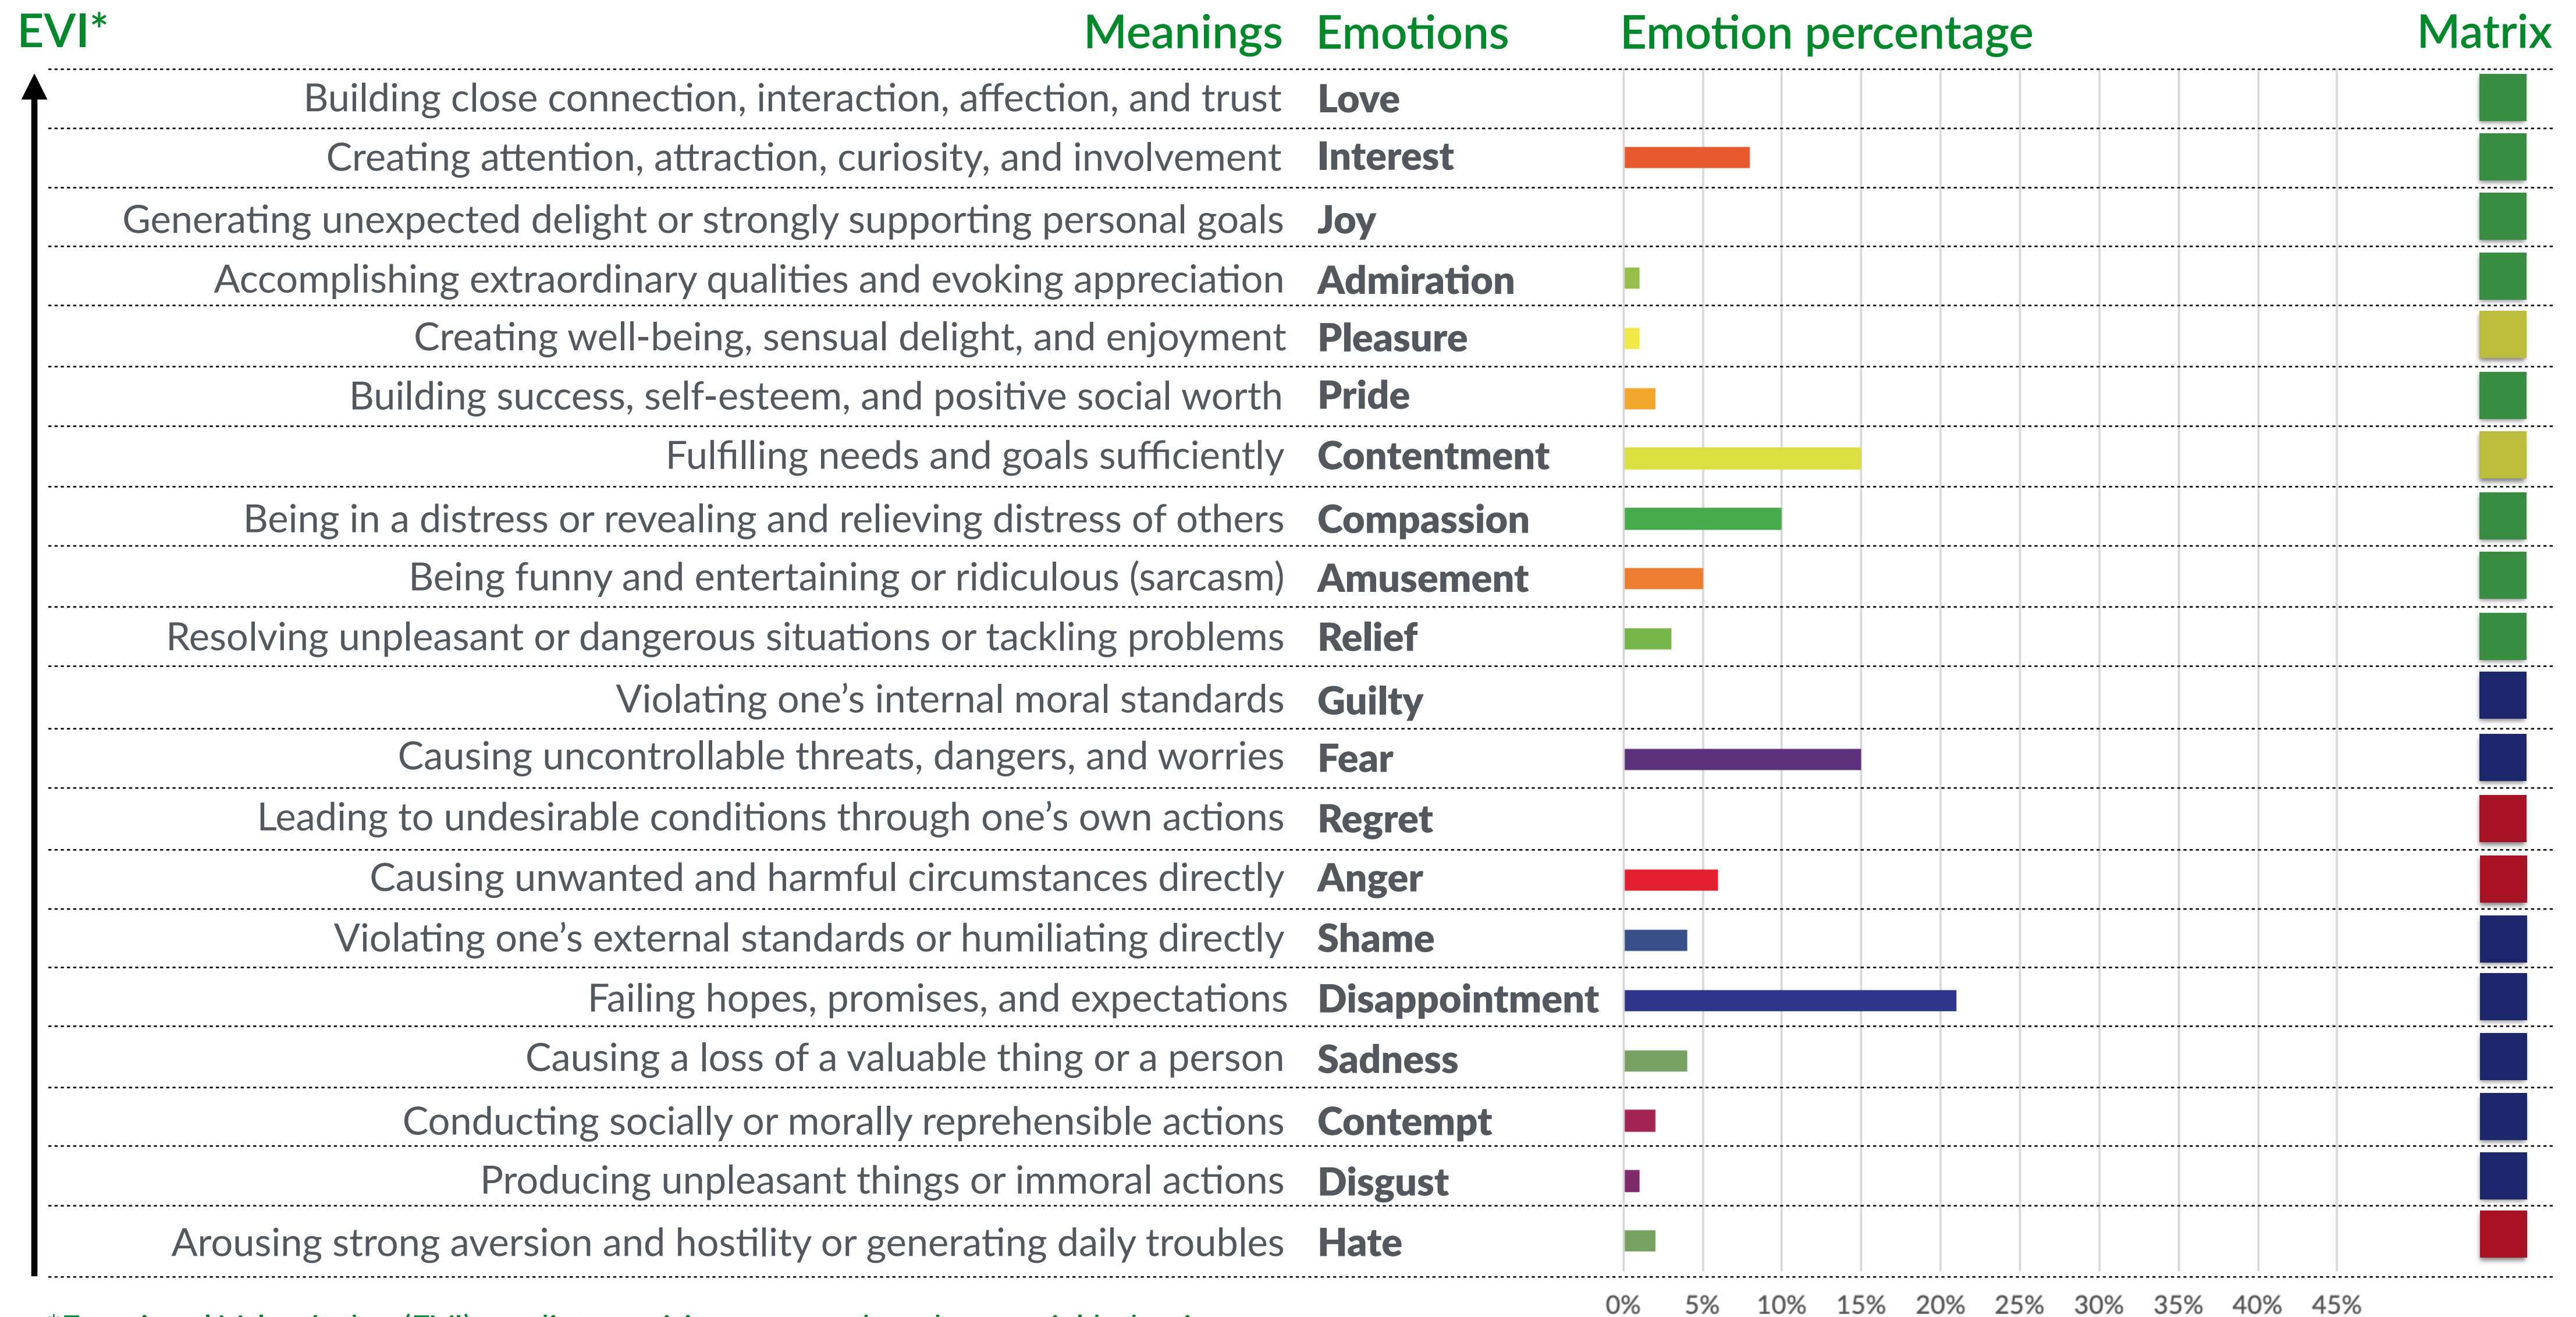 EVI* Meanings Emotions Emotion percentage Matrix
Building close connection, interaction, affection, and trust Love
Creating attention, attraction, curiosity, and involvement Interest
Generating unexpected delight or strongly supporting personal goals Joy
Accomplishing extraordinary qualities and evoking appreciation Admiration
Creating well-being, sensual delight, and enjoyment Pleasure
Building success, self-esteem, and positive social worth Pride
Fulfilling needs and goals sufficiently Contentment
Being in a distress or revealing and relieving distress of others Compassion
Being funny and entertaining or ridiculous (sarcasm) Amusement
Resolving unpleasant or dangerous situations or tackling problems Relief
Violating one’s internal moral standards Guilty
Causing uncontrollable threats, dangers, and worries Fear
Leading to undesirable conditions through one’s own actions Regret
Causing unwanted and harmful circumstances directly Anger
Violating one’s external standards or humiliating directly Shame
Failing hopes, promises, and expectations Disappointment
Causing a loss of a valuable thing or a person Sadness
Conducting socially or morally reprehensible actions Contempt
Producing unpleasant things or immoral actions Disgust
Arousing strong aversion and hostility or generating daily troubles Hate
0% 5% 10% 15% 20% 25% 30% 35% 40% 45%
(EVI)